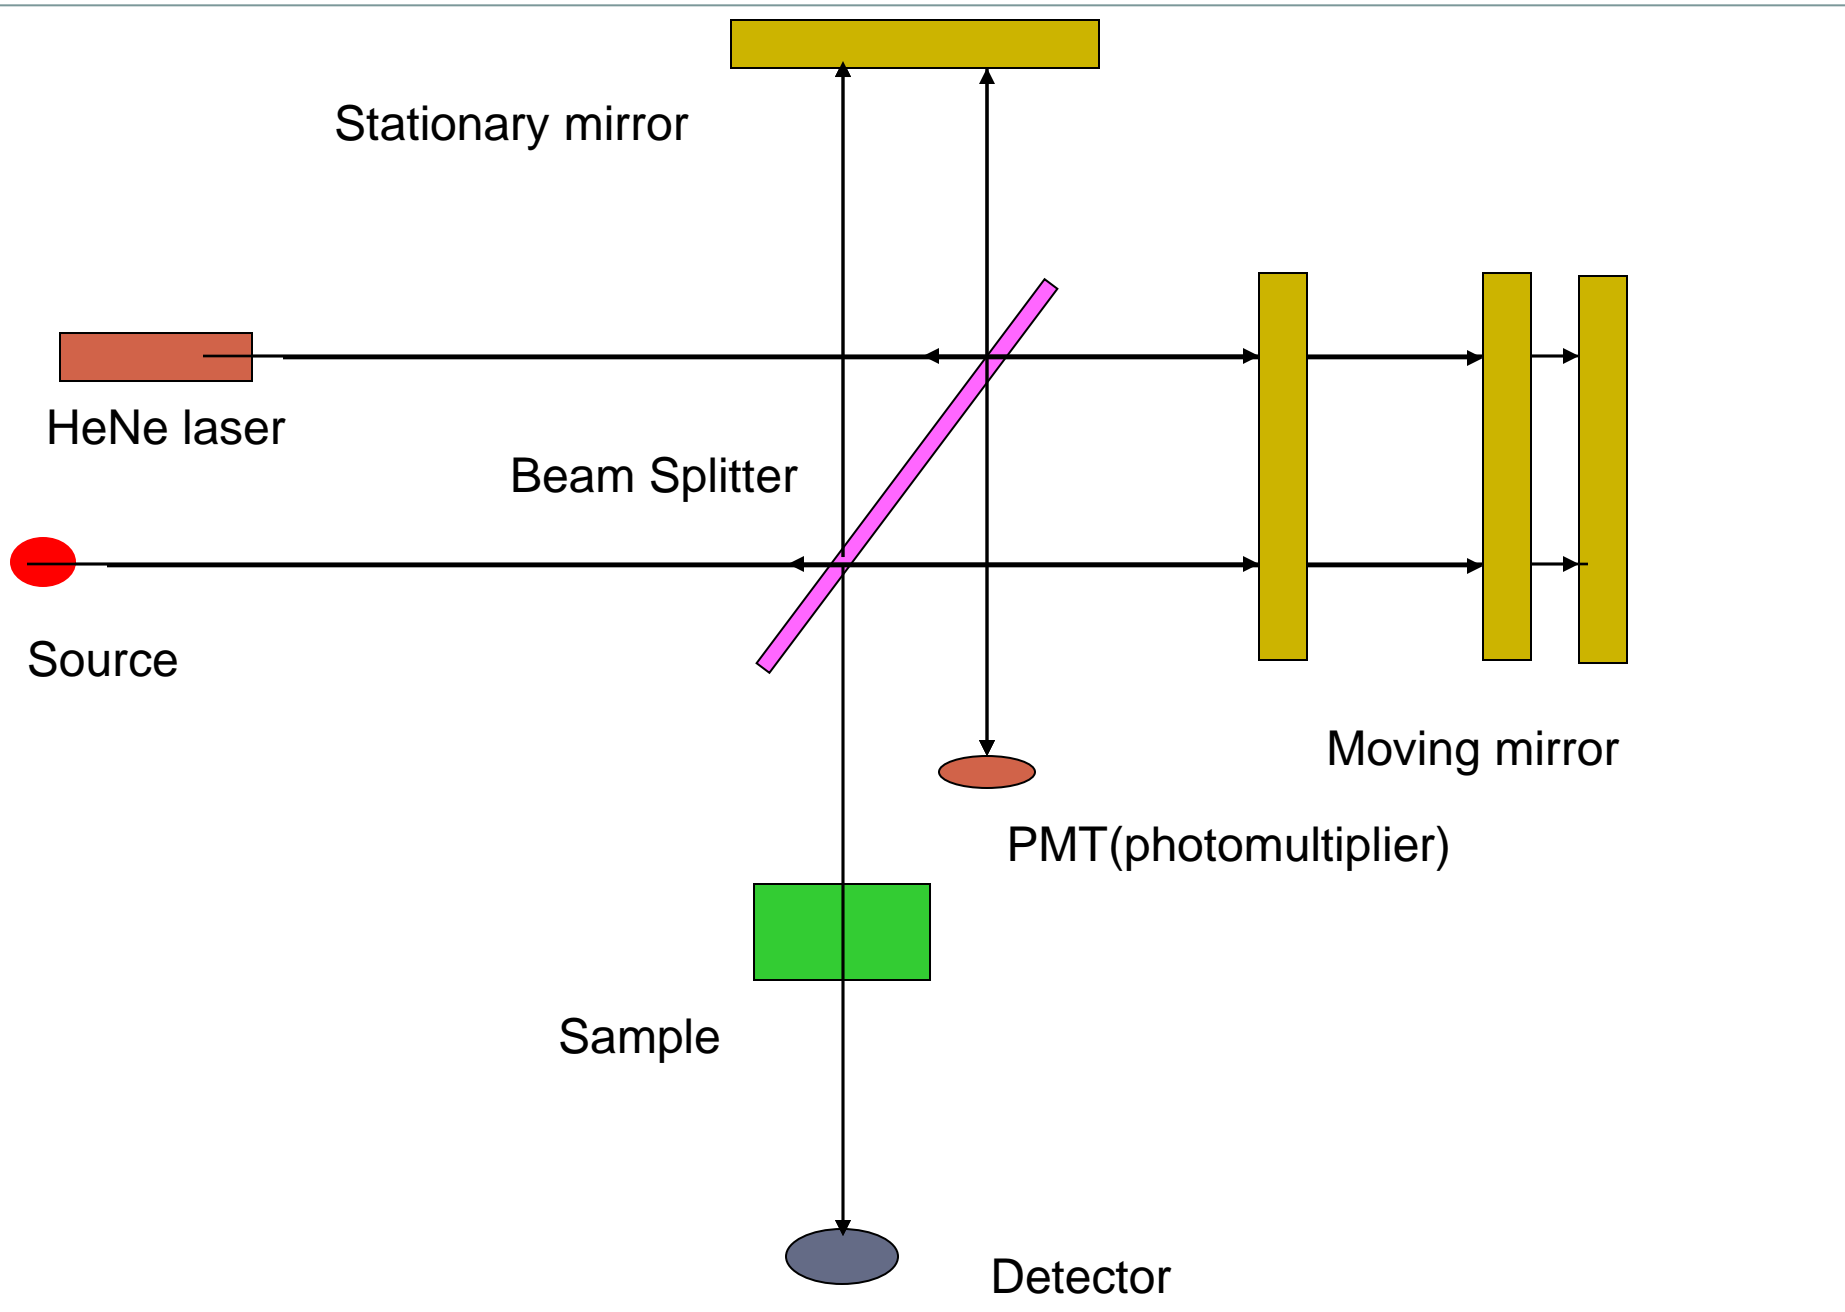 Stationary mirror
HeNe laser
Beam Splitter
Source
Moving mirror
PMT(photomultiplier)
Sample
Detector